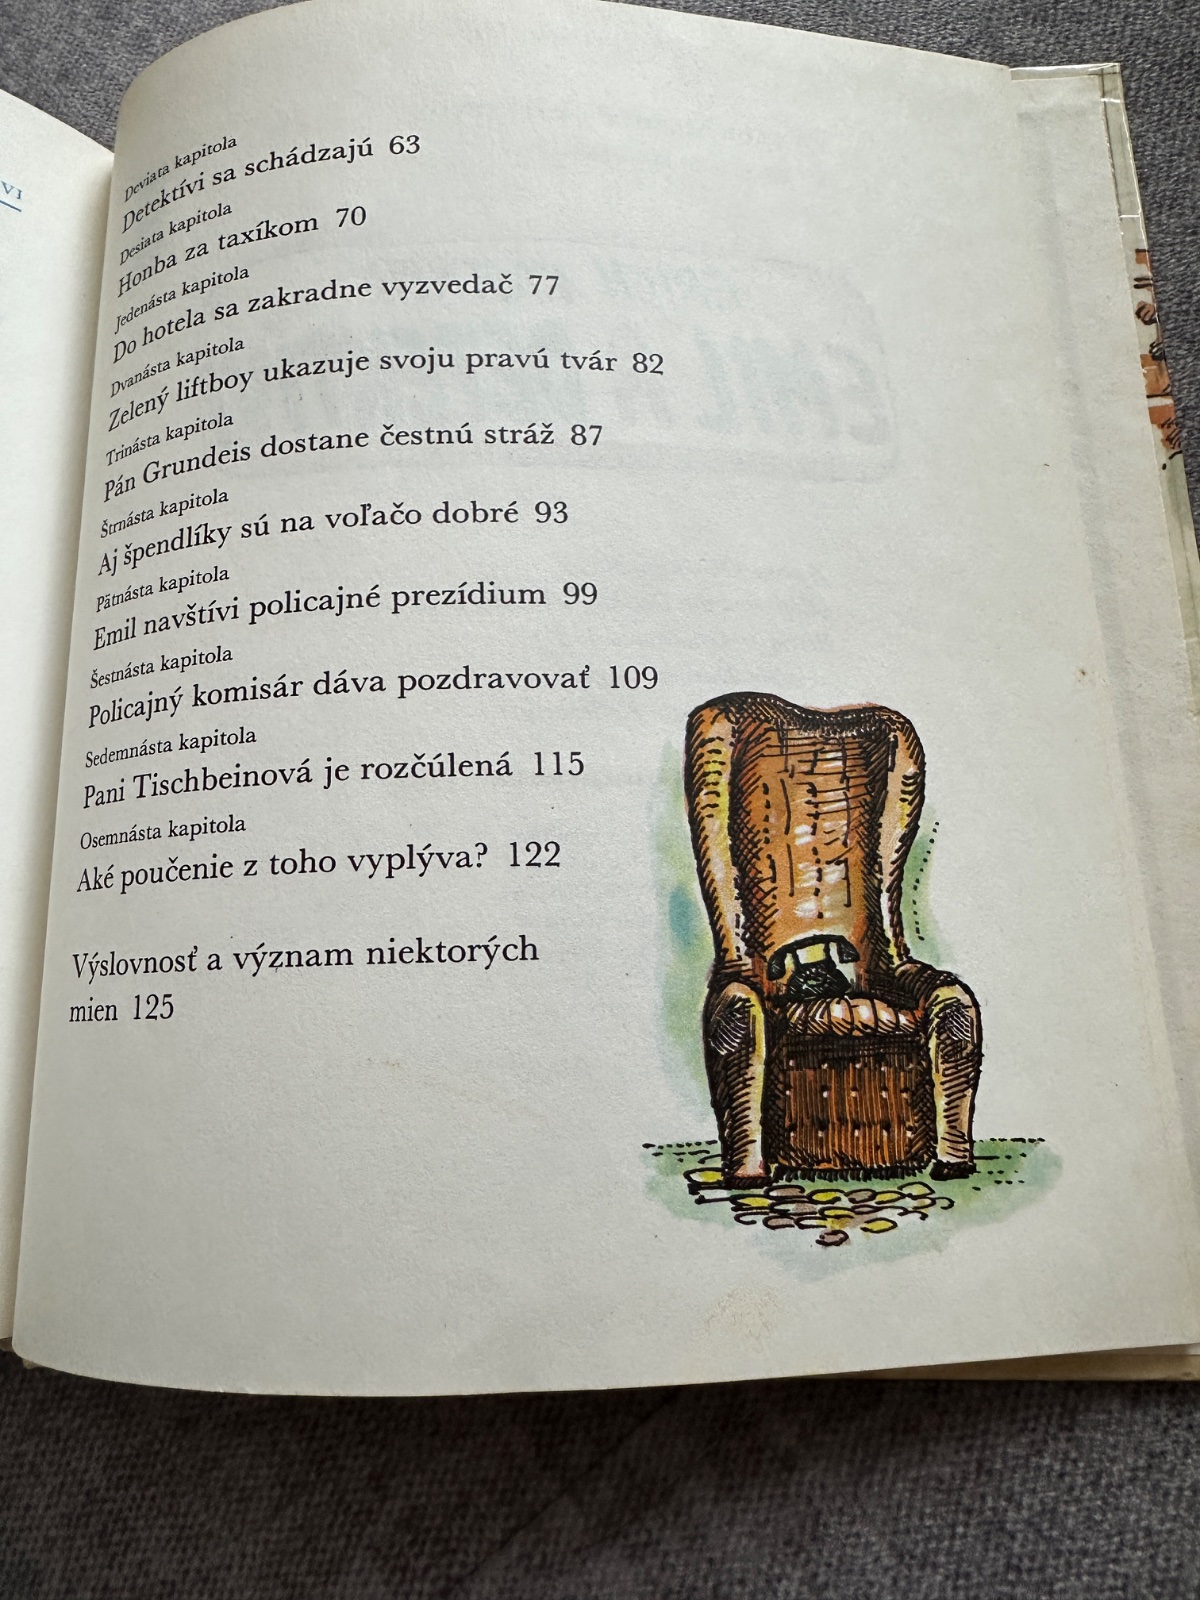 VI
Deviata kapitola
Detektívi sa schádzajú 63
Desiata kapitola
Honba za taxíkom 70
Jedenásta kapitola
Do hotela sa zakradne vyzvedač 77
Dvanásta kapitola
Zelený liftboy ukazuje svoju pravú tvár 82
Trinásta kapitola
Pán Grundeis dostane čestnú stráž 87
Štrnásta kapitola
Aj špendlíky sú na voľačo dobré 93
Pätnásta kapitola
Emil navštívi policajné prezídium 99
Šestnásta kapitola
Policajný komisár dáva pozdravovať 109
Sedemnásta kapitola
Pani Tischbeinová je rozčúlená 115
Osemnásta kapitola
Aké poučenie z toho vyplýva? 122
Výslovnosť a význam niektorých
mien 125